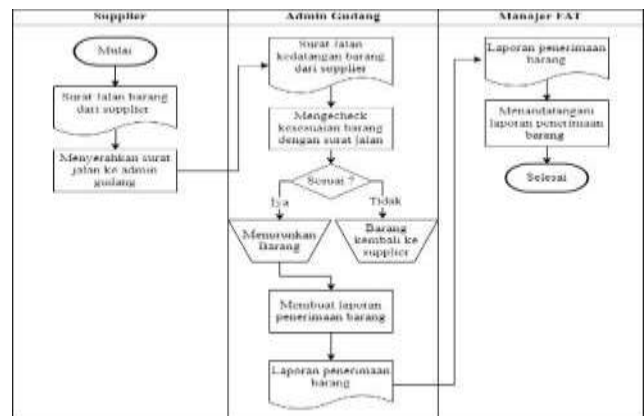 Supplier
Mulai
Surat Jalan barang
dari supplier
Menyerahkan surat
jalan ke admin
gudang
Admin Gudang
Surat Jalan
kedatangan barang
dari supplier
Mengecheck
kesesuaian barang
dengan surat jalan
Sesuai ?
Iya
Tidak
Menurunkan
Barang
Barang
kembali ke
supplier
Membuat laporan
penerimaan barang
Laporan penerimaan
barang
Manajer FAT
Laporan penerimaan
barang
Menandatangani
laporan penerimaan
barang
Selesai